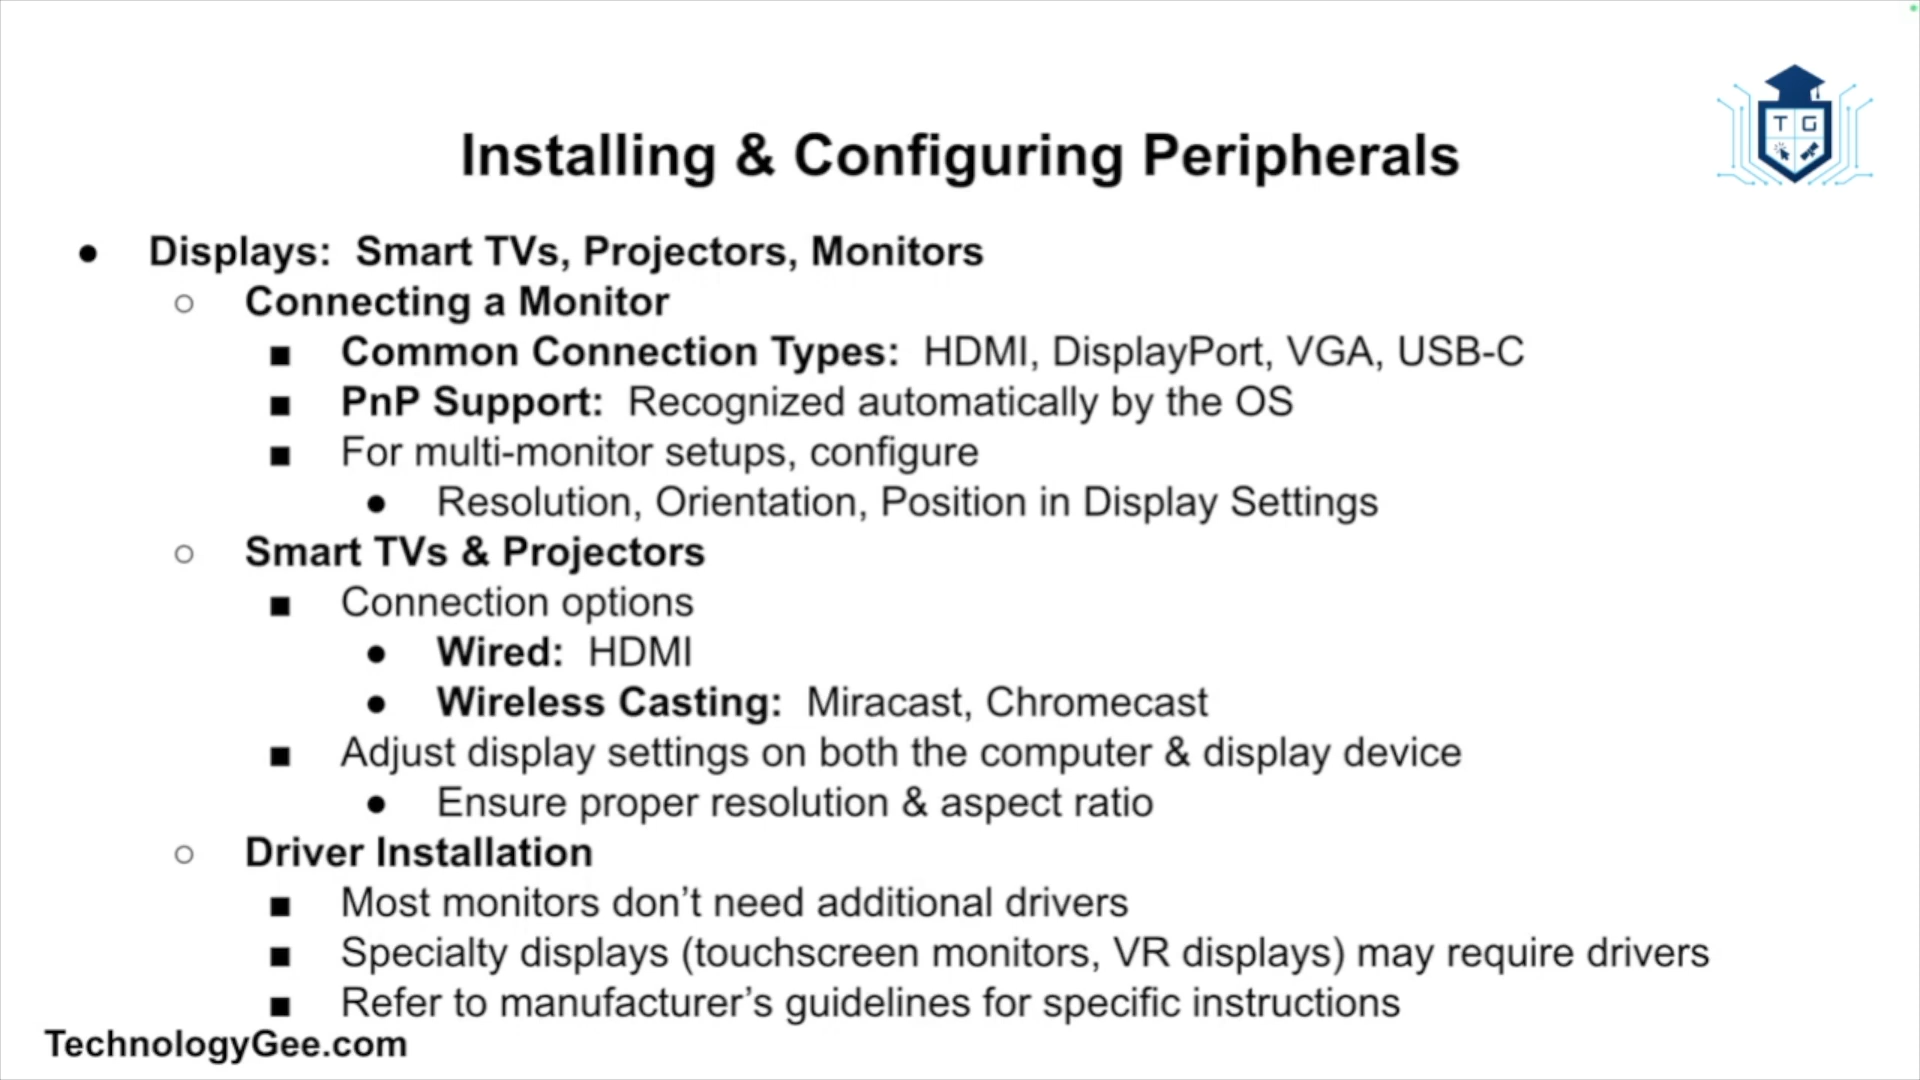 Installing & Configuring Peripherals
T G
● Displays:  Smart TVs, Projectors, Monitors
○ Connecting a Monitor
■ Common Connection Types:  HDMI, DisplayPort, VGA, USB-C
■ PnP Support:  Recognized automatically by the OS
■ For multi-monitor setups, configure
● Resolution, Orientation, Position in Display Settings
○ Smart TVs & Projectors
■ Connection options
● Wired:  HDMI
● Wireless Casting:  Miracast, Chromecast
■ Adjust display settings on both the computer & display device
● Ensure proper resolution & aspect ratio
○ Driver Installation
■ Most monitors don’t need additional drivers
■ Specialty displays (touchscreen monitors, VR displays) may require drivers
■ Refer to manufacturer’s guidelines for specific instructions
TechnologyGee.com